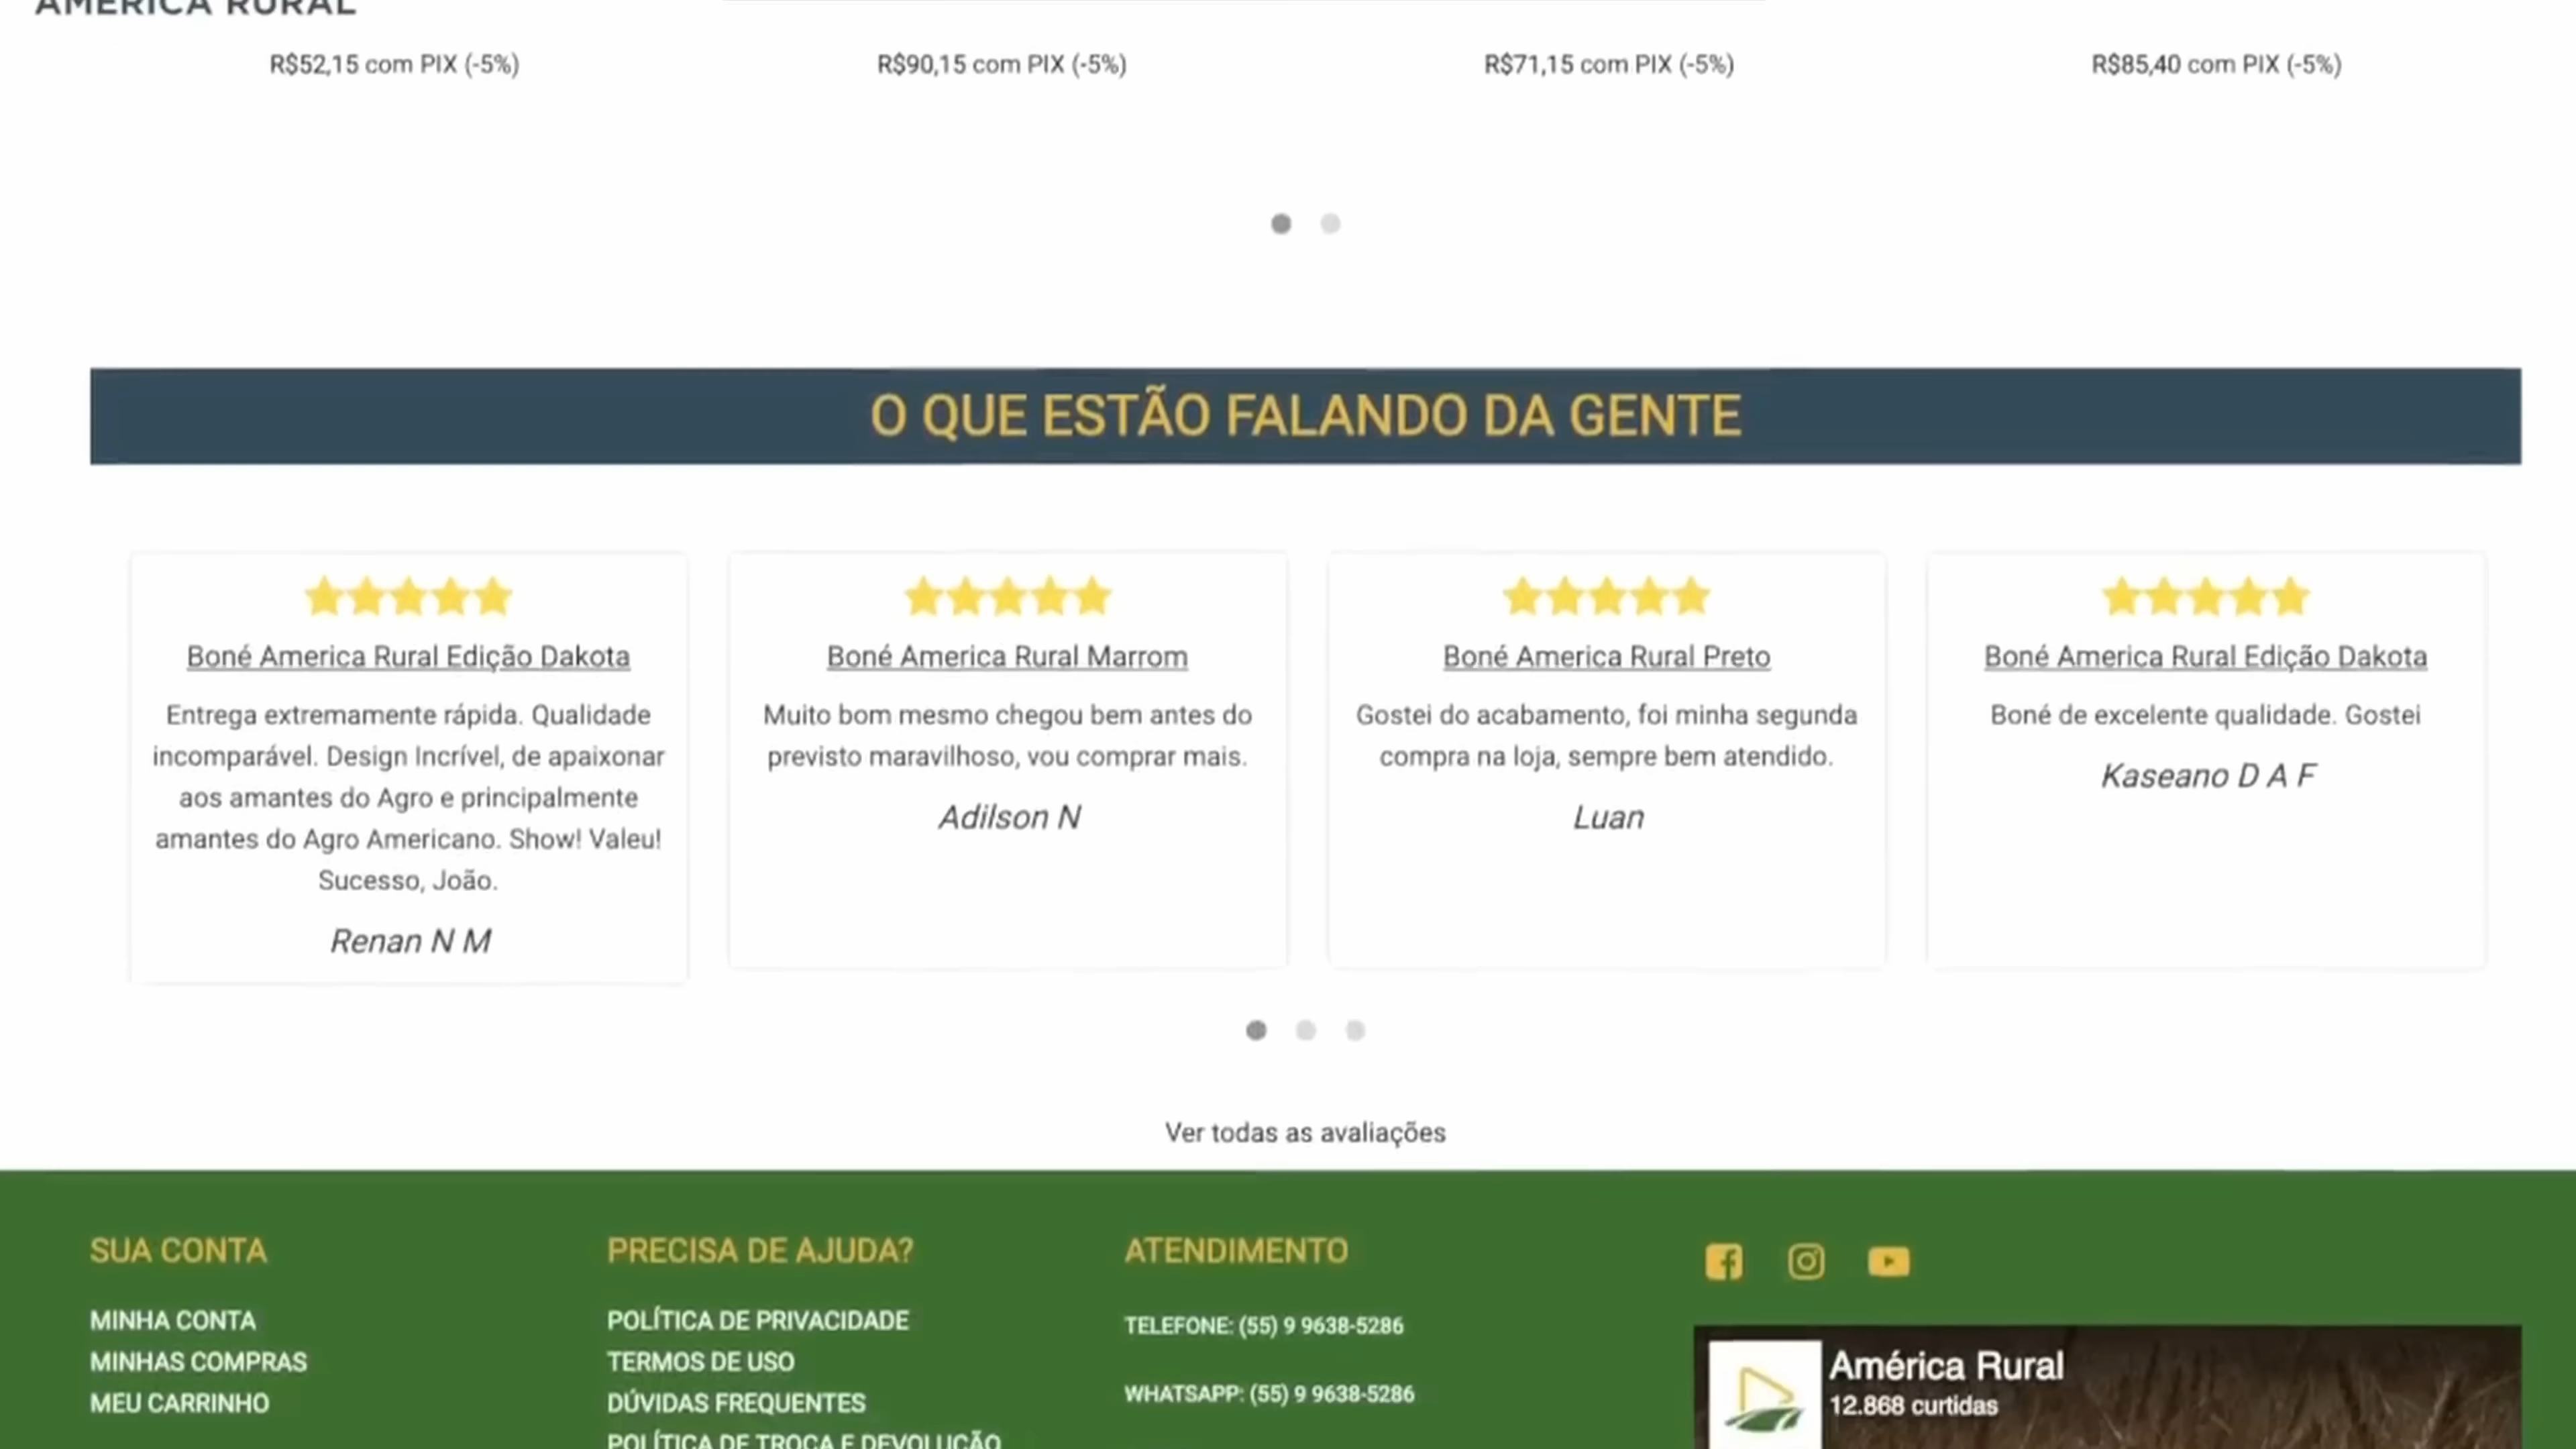 AMERICA RURAL
R$52,15 com PIX (-5%)
R$90,15 com PIX (-5%)
R$71,15 com PIX (-5%)
R$85,40 com PIX (-5%)
O QUE ESTÃO FALANDO DA GENTE
Boné America Rural Edição Dakota
Entrega extremamente rápida. Qualidade
incomparável. Design Incrível, de apaixonar
aos amantes do Agro e principalmente
amantes do Agro Americano. Show! Valeu!
Sucesso, João.
Renan N M
Boné America Rural Marrom
Muito bom mesmo chegou bem antes do
previsto maravilhoso, vou comprar mais.
Adilson N
Boné America Rural Preto
Gostei do acabamento, foi minha segunda
compra na loja, sempre bem atendido.
Luan
Boné America Rural Edição Dakota
Boné de excelente qualidade. Gostei
Kaseano D A F
Ver todas as avaliações
SUA CONTA
MINHA CONTA
MINHAS COMPRAS
MEU CARRINHO
PRECISA DE AJUDA?
POLÍTICA DE PRIVACIDADE
TERMOS DE USO
DÚVIDAS FREQUENTES
POLÍTICA DE TROCA E DEVOLUÇÃO
ATENDIMENTO
TELEFONE: (55) 9 9638-5286
WHATSAPP: (55) 9 9638-5286
América Rural
12.868 curtidas